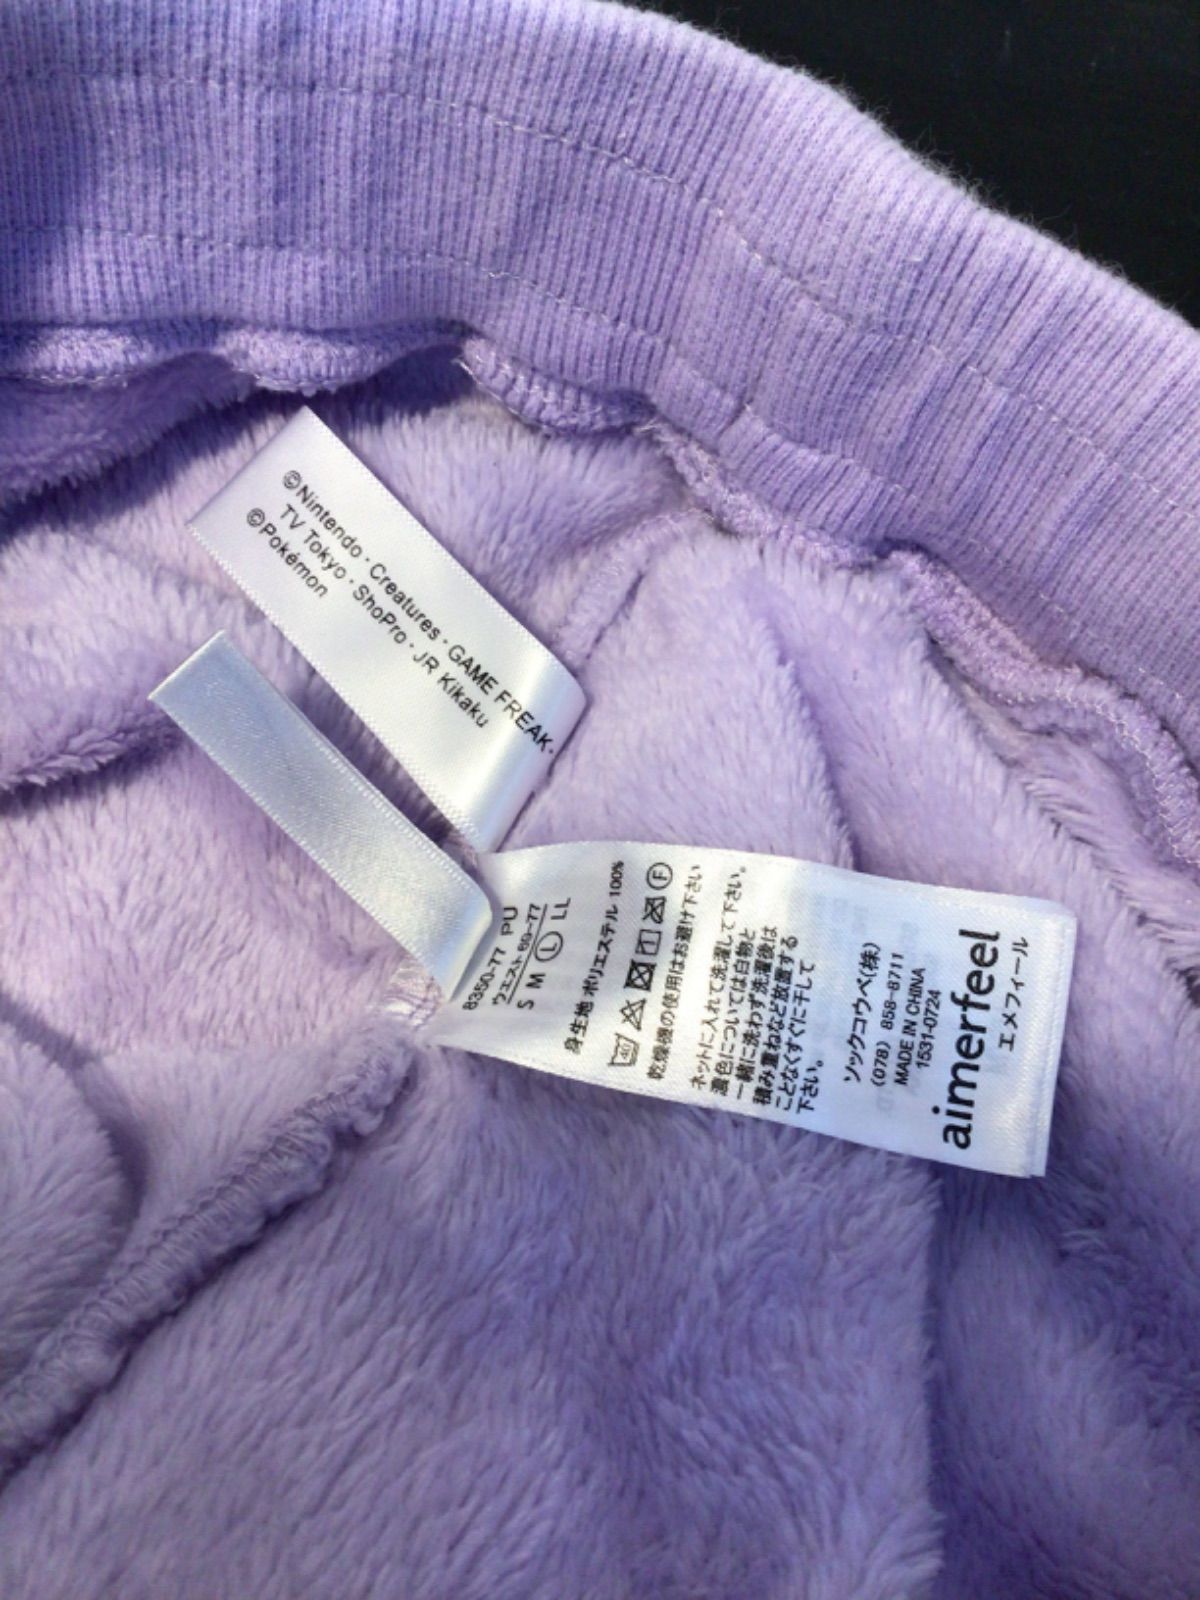 ©Nintendo・Creatures・GAME FREAK・
TV Tokyo・ShoPro・JR Kikaku
©Pokémon
8350-77 PU
ウエスト 69-77
S M L LL
身生地 ポリエステル 100%
40 F
乾燥機の使用はお避け下さい
ネットに入れて洗濯して下さい。
濃色については白物と
一緒に洗わず洗濯後は
積み重ねなど放置する
ことなくすぐに干して
下さい。
ソックコウベ(株)
(078) 858-8711
MADE IN CHINA
1531-0724
aimerfeel
エメフィール